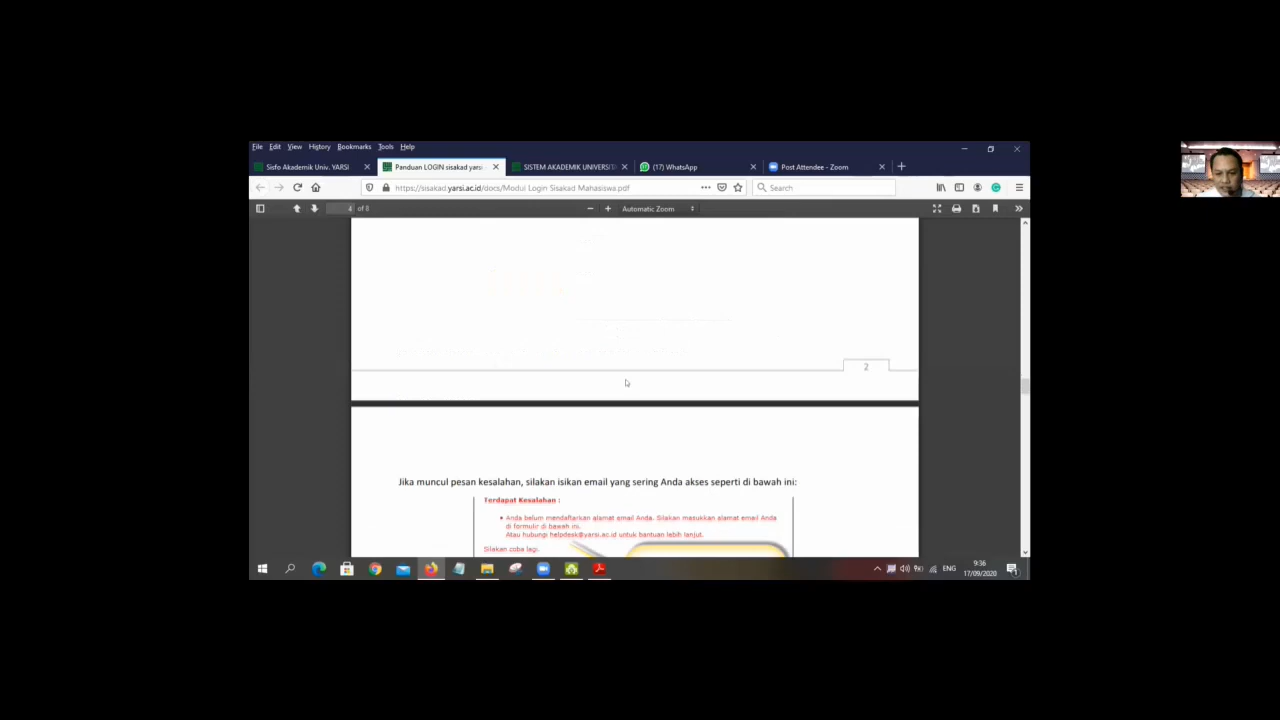 File Edit View History Bookmarks Tools Help
Sisfo Akademik Univ. YARSI
Panduan LOGIN sisakad yarsi
SISTEM AKADEMIK UNIVERSIT
(17) WhatsApp
Post Attendee - Zoom
https://sisakad.yarsi.ac.id/docs/Modul Login Sisakad Mahasiswa.pdf
Search
4 of 8
Automatic Zoom
2
Jika muncul pesan kesalahan, silakan isikan email yang sering Anda akses seperti di bawah ini:
Terdapat Kesalahan :
Anda belum mendaftarkan alamat email Anda. Silakan masukkan alamat email Anda
di formulir di bawah ini.
Atau hubungi helpdesk@yarsi.ac.id untuk bantuan lebih lanjut.
Silakan coba lagi.
ENG
9:36
17/09/2020